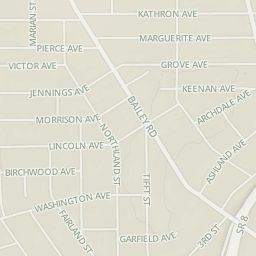 KATHRON AVE
MARIAN ST
MARGUERITE AVE
PIERCE AVE
VICTOR AVE
GROVE AVE
JENNINGS AVE
KEENAN AVE
BAILEY RD
ARCHDALE AVE
MORRISON AVE
NORTHLAND ST
LINCOLN AVE
ASHLAND AVE
BIRCHWOOD AVE
TIFFT ST
WASHINGTON AVE
FAIRLAND ST
GARFIELD AVE
3RD ST
SR 8